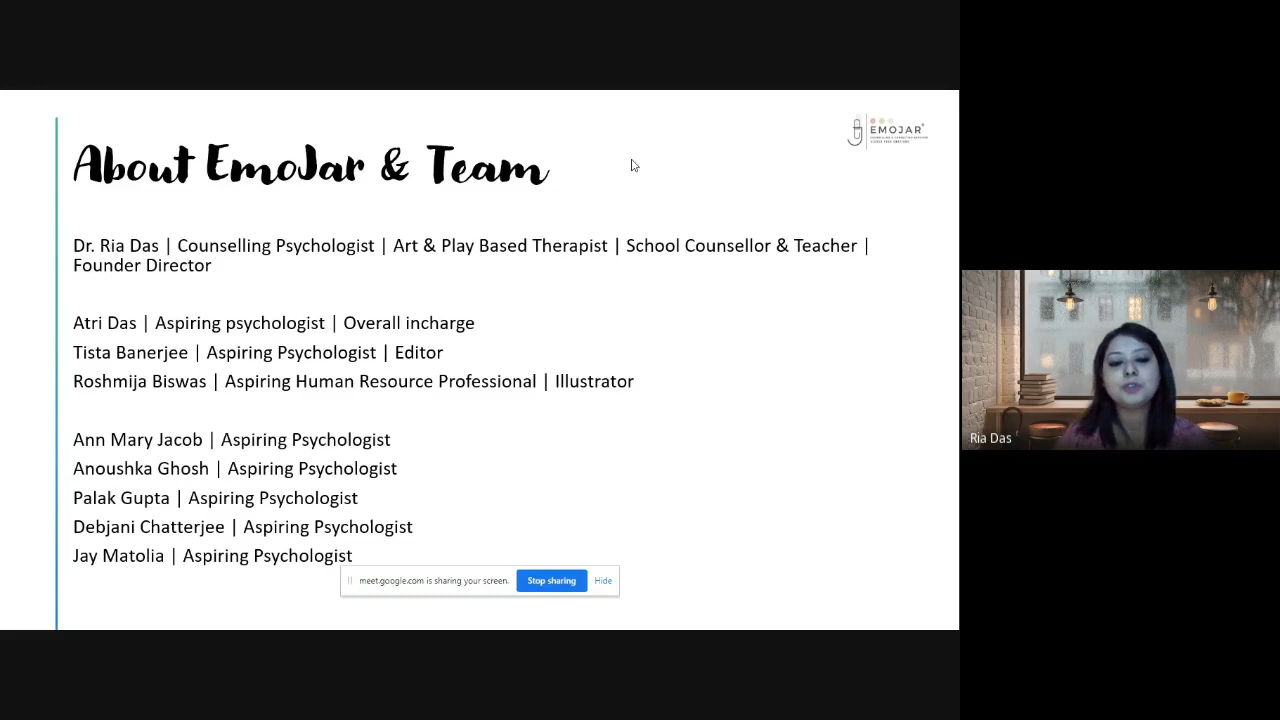 About EmoJar & Team
EMOJAR
Dr. Ria Das | Counselling Psychologist | Art & Play Based Therapist | School Counsellor & Teacher |
Founder Director
Atri Das | Aspiring psychologist | Overall incharge
Tista Banerjee | Aspiring Psychologist | Editor
Roshmija Biswas | Aspiring Human Resource Professional | Illustrator
Ann Mary Jacob | Aspiring Psychologist
Anoushka Ghosh | Aspiring Psychologist
Palak Gupta | Aspiring Psychologist
Debjani Chatterjee | Aspiring Psychologist
Jay Matolia | Aspiring Psychologist
meet.google.com is sharing your screen. Stop sharing Hide
Ria Das